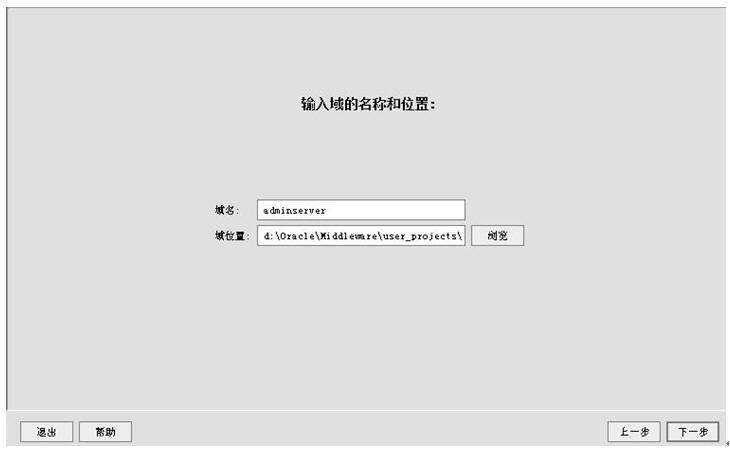 输入域的名称和位置:
域名: adminserver
域位置: d:\Oracle\Middleware\user_projects\ 浏览
退出 帮助 上一步 下一步